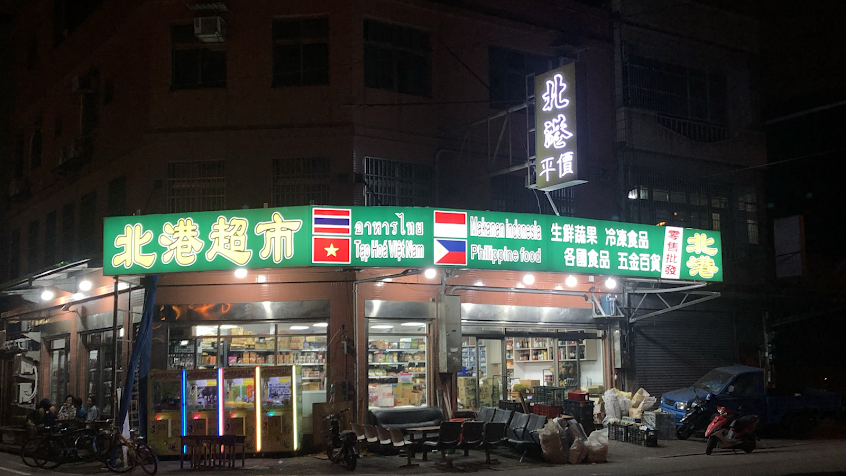 北港
平價
北港超市
อาหารไทย
Tạp Hoá Việt Nam
Makanan Indonesia
Philippine food
生鮮蔬果 冷凍食品
各國食品 五金百貨
零售批發
北港